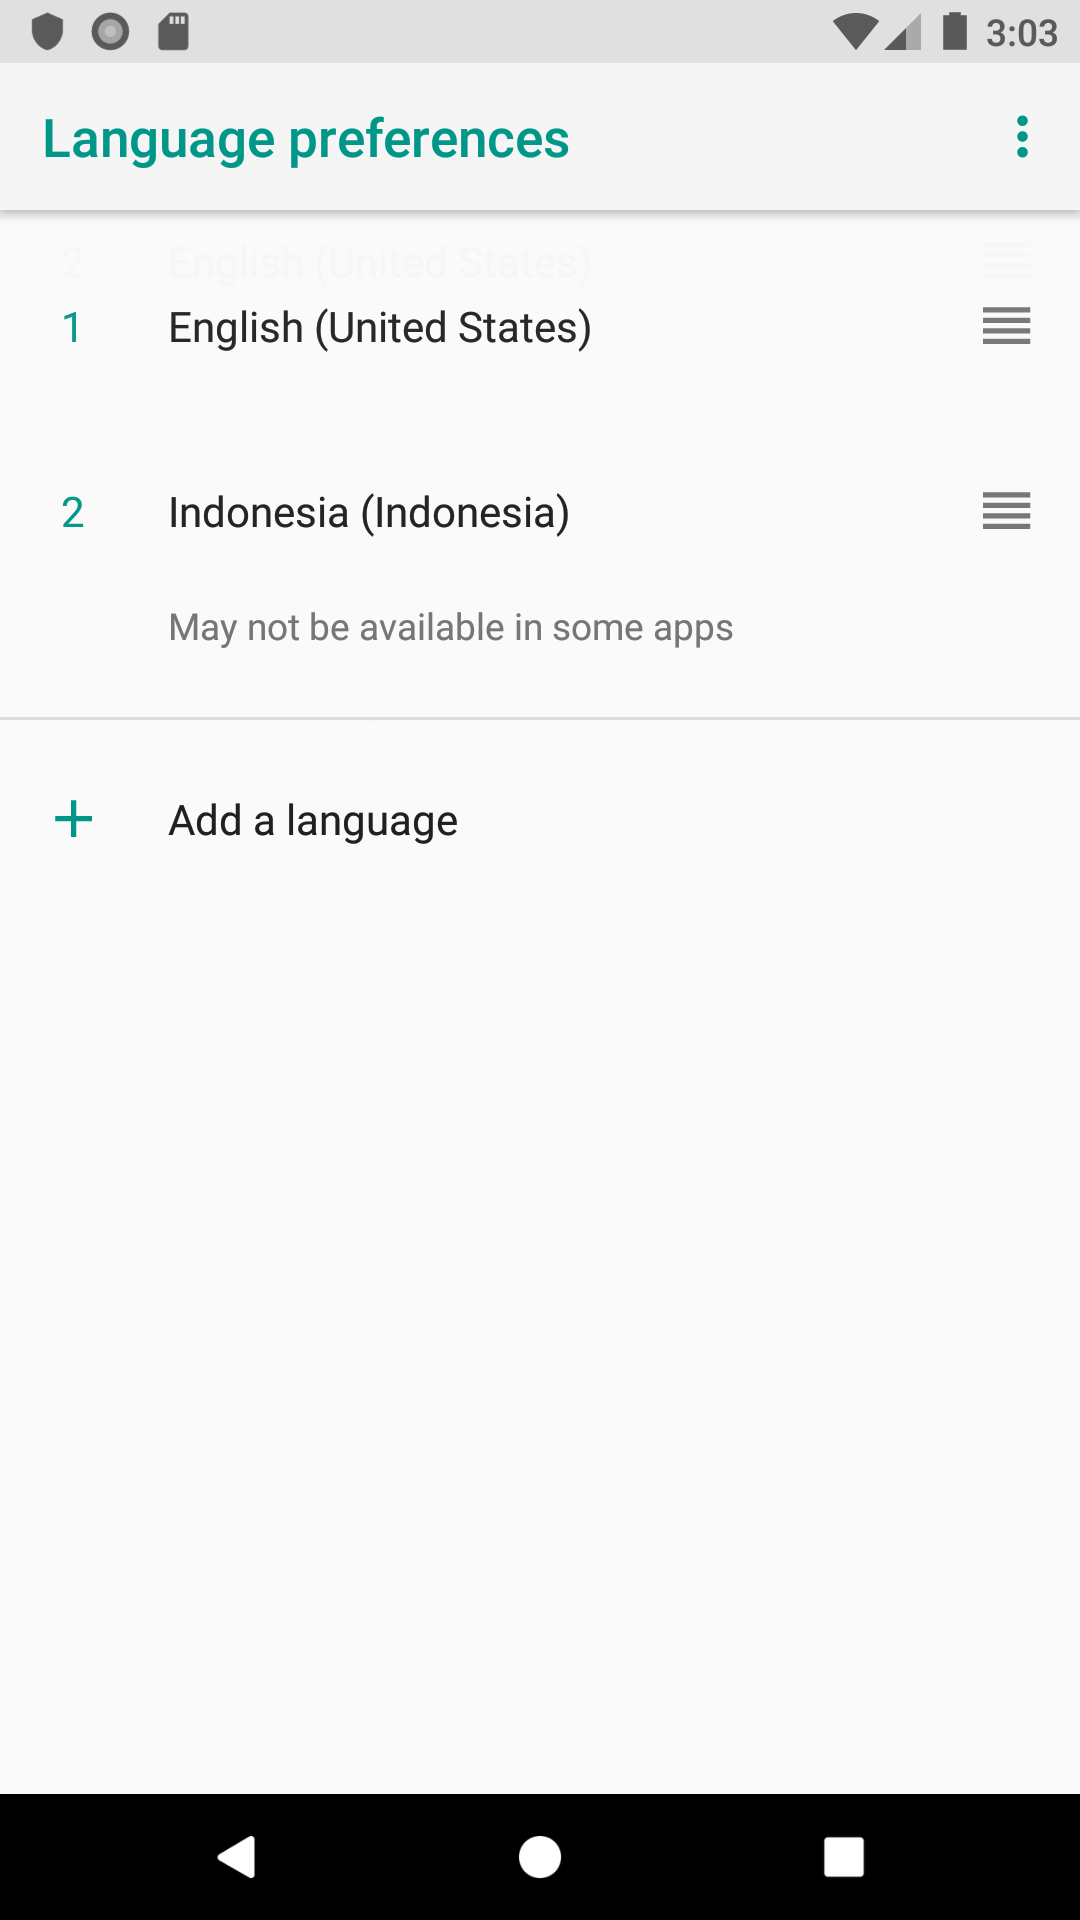 3:03
Language preferences
2 English (United States)
1 English (United States)
2 Indonesia (Indonesia)
May not be available in some apps
Add a language